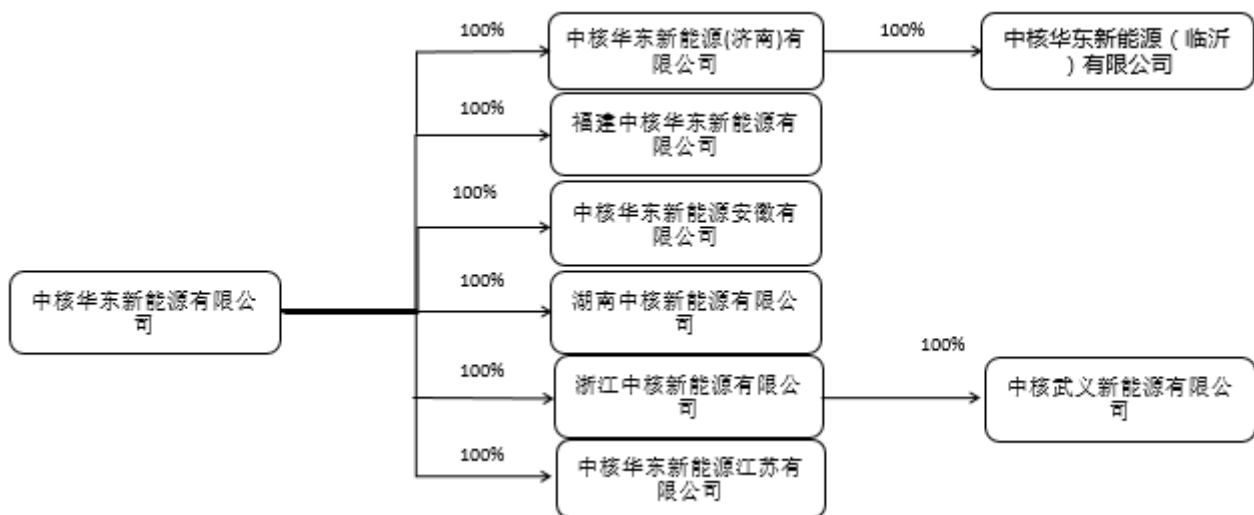 100%
中核华东新能源(济南)有
限公司
100%
中核华东新能源（临沂
）有限公司
100%
福建中核华东新能源有
限公司
100%
中核华东新能源安徽有
限公司
中核华东新能源有限公
司
100%
湖南中核新能源有限公
司
100%
浙江中核新能源有限公
司
100%
中核武义新能源有限公
司
100%
中核华东新能源江苏有
限公司